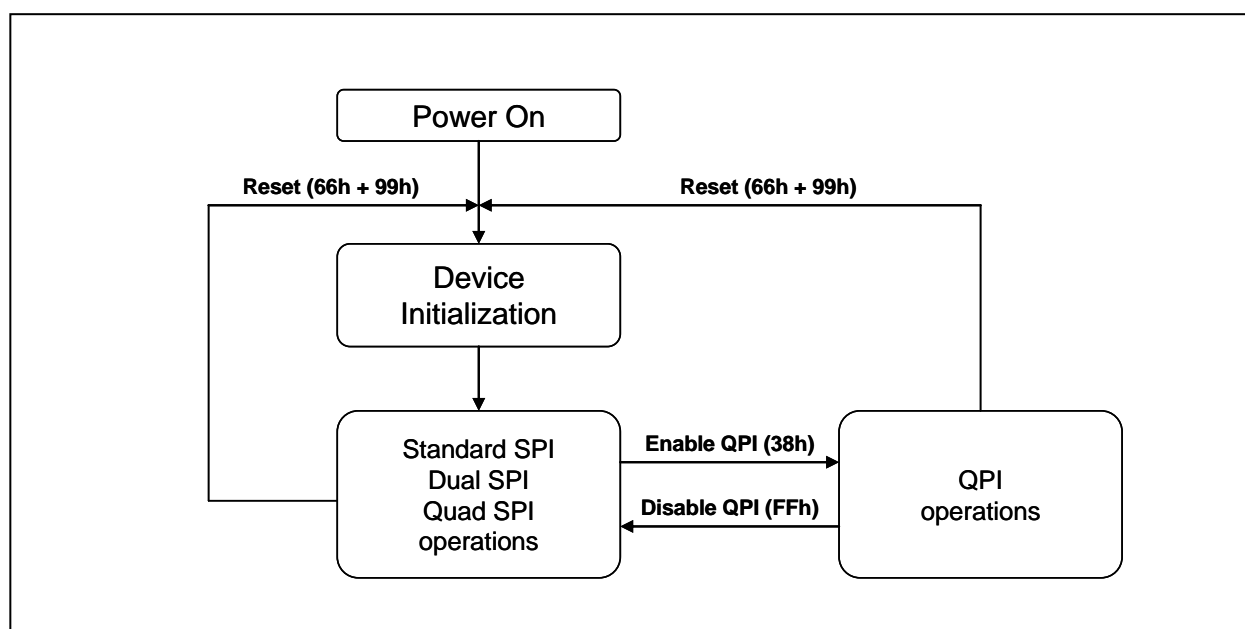 Power On
Reset (66h + 99h)
Reset (66h + 99h)
Device
Initialization
Standard SPI
Dual SPI
Quad SPI
operations
Enable QPI (38h)
Disable QPI (FFh)
QPI
operations